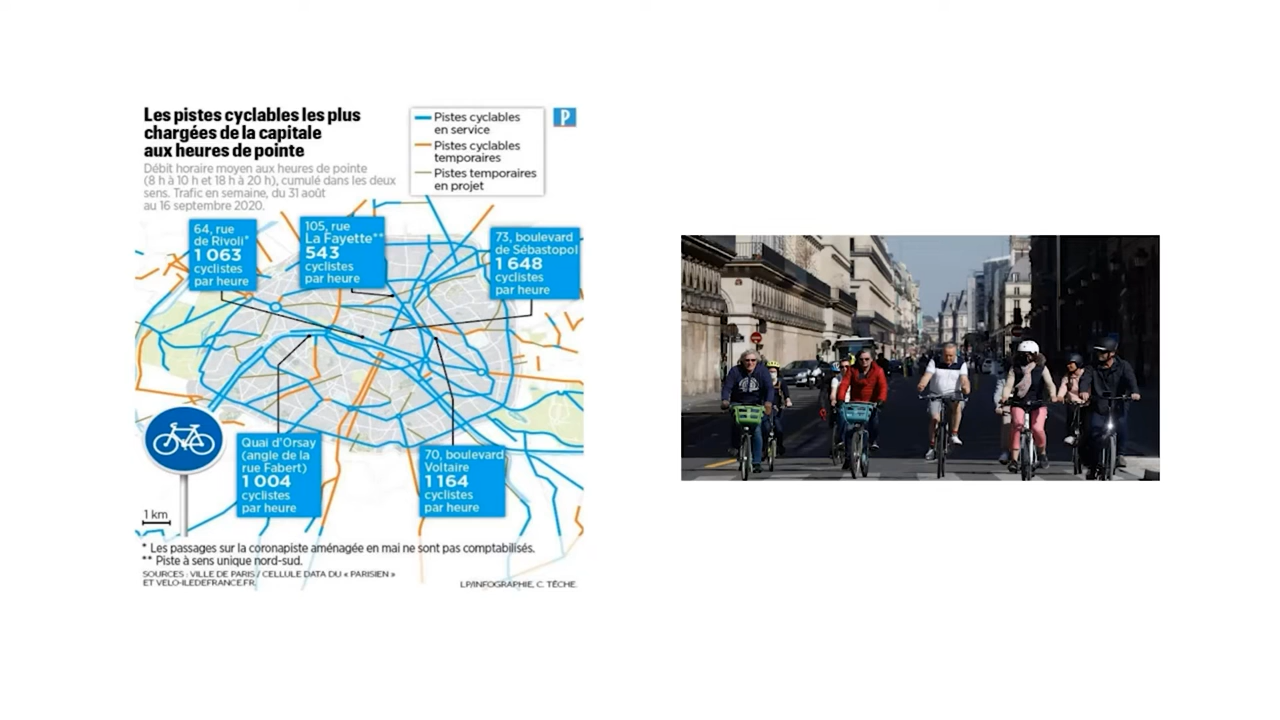 Les pistes cyclables les plus
chargées de la capitale
aux heures de pointe
Débit horaire moyen aux heures de pointe
(8 h à 10 h et 18 h à 20 h), cumulé dans les deux
sens. Trafic en semaine, du 31 août
au 16 septembre 2020.
Pistes cyclables
en service
Pistes cyclables
temporaires
Pistes temporaires
en projet
P
64, rue
de Rivoli*
1 063
cyclistes
par heure
105, rue
La Fayette**
543
cyclistes
par heure
73, boulevard
de Sébastopol
1 648
cyclistes
par heure
Quai d'Orsay
(angle de la
rue Fabert)
1 004
cyclistes
par heure
70, boulevard
Voltaire
1 164
cyclistes
par heure
1 km
* Les passages sur la coronapiste aménagée en mai ne sont pas comptabilisés.
** Piste à sens unique nord-sud.
SOURCES : VILLE DE PARIS / CELLULE DATA DU « PARISIEN »
ET VELO-ILEDEFRANCE.FR.
LP/INFOGRAPHIE, C. TÊCHE.